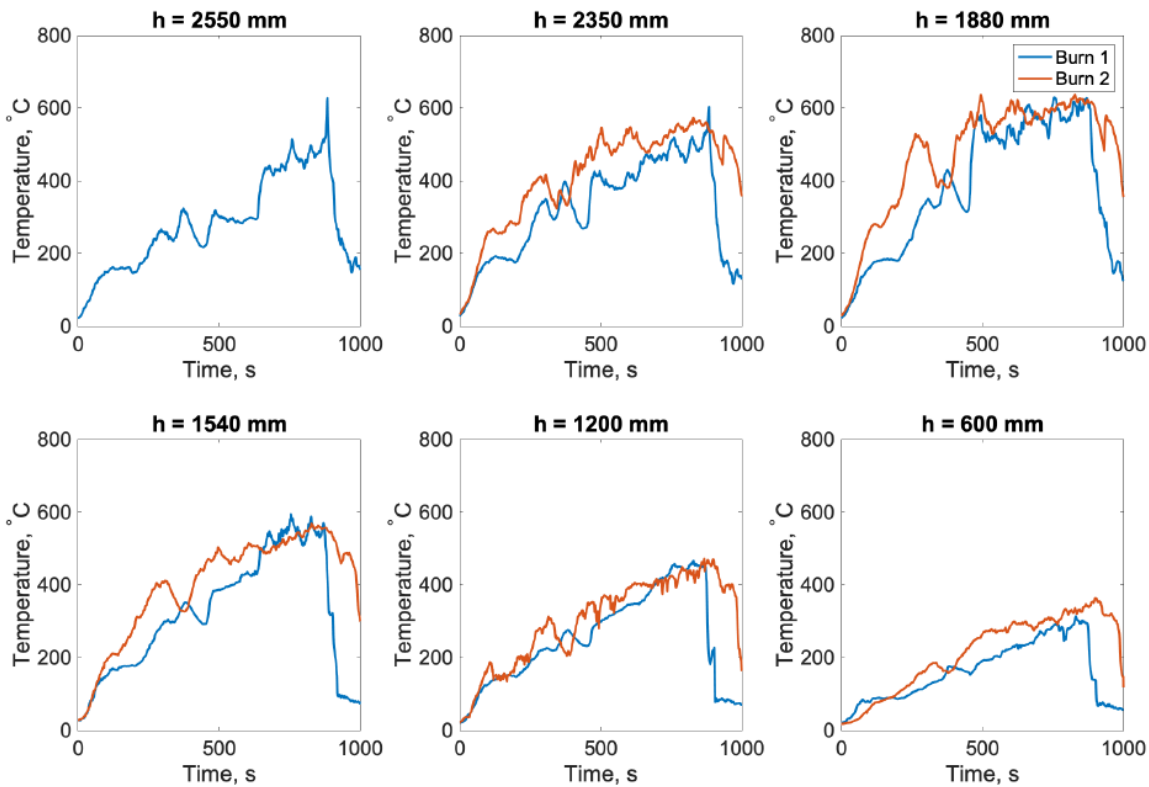 h = 2550 mm
h = 2350 mm
h = 1880 mm
800
600
400
200
0
Temperature, °C
0 500 1000
Time, s
800
600
400
200
0
Temperature, °C
0 500 1000
Time, s
800
600
400
200
0
Temperature, °C
Burn 1
Burn 2
0 500 1000
Time, s
h = 1540 mm
h = 1200 mm
h = 600 mm
800
600
400
200
0
Temperature, °C
0 500 1000
Time, s
800
600
400
200
0
Temperature, °C
0 500 1000
Time, s
800
600
400
200
0
Temperature, °C
0 500 1000
Time, s